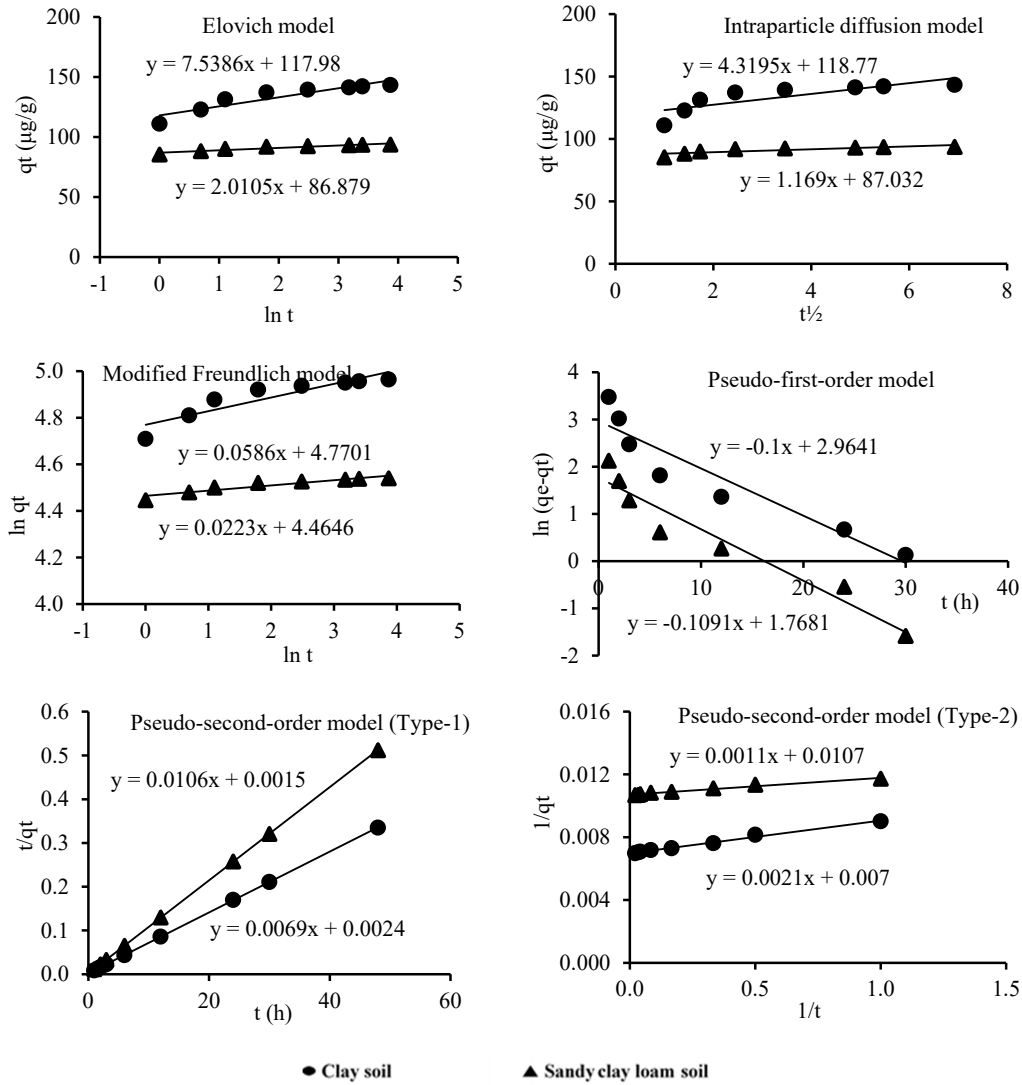 Elovich model
y = 7.5386x + 117.98
y = 2.0105x + 86.879
qt (µg/g)
200
150
100
50
0
-1 0 1 2 3 4 5
ln t
Intraparticle diffusion model
y = 4.3195x + 118.77
y = 1.169x + 87.032
qt (µg/g)
200
150
100
50
0
0 2 4 6 8
t½
Modified Freundlich model
y = 0.0586x + 4.7701
y = 0.0223x + 4.4646
ln qt
5.0
4.8
4.6
4.4
4.2
4.0
-1 0 1 2 3 4 5
ln t
Pseudo-first-order model
y = -0.1x + 2.9641
y = -0.1091x + 1.7681
ln (qe-qt)
4
3
2
1
0
-1
-2
0 10 20 30 40
t (h)
Pseudo-second-order model (Type-1)
y = 0.0106x + 0.0015
y = 0.0069x + 0.0024
t/qt
0.6
0.5
0.4
0.3
0.2
0.1
0.0
0 20 40 60
t (h)
Pseudo-second-order model (Type-2)
y = 0.0011x + 0.0107
y = 0.0021x + 0.007
1/qt
0.016
0.012
0.008
0.004
0.000
0.0 0.5 1.0 1.5
1/t
Clay soil
Sandy clay loam soil